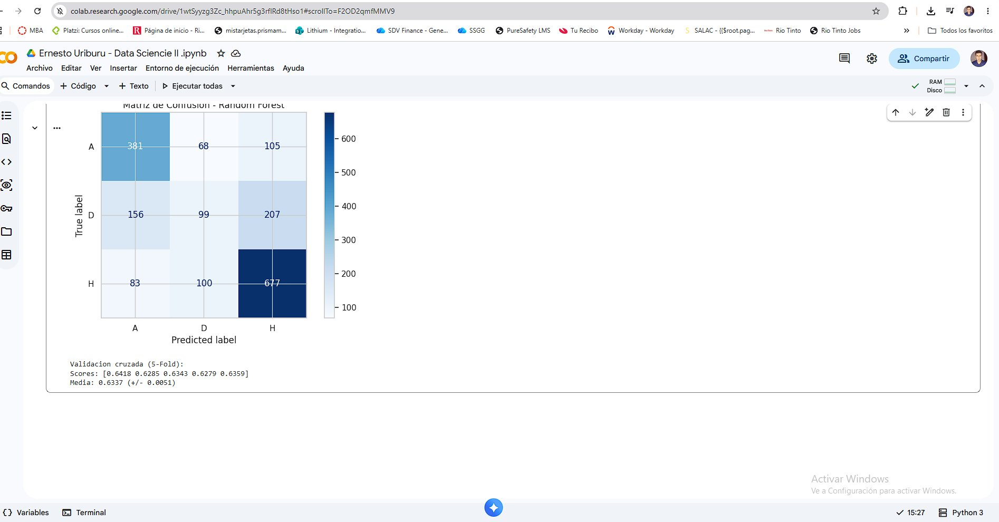 colab.research.google.com/drive/1wtSyyzg3Zc_hhpuAhr5g3rflRd8tHso1#scrollTo=F2OD2qmfMMV9
MBA Platzi: Cursos online... Página de inicio - Ri... mistarjetas.prismam... Lithium - Integratio... SDV Finance - Gene... SSGG PureSafety LMS Tu Recibo Workday - Workday SALAC - {{$root.pag... Rio Tinto Rio Tinto Jobs » Todos los favoritos
Ernesto Uriburu - Data Sciencie II .ipynb
Compartir
Archivo Editar Ver Insertar Entorno de ejecución Herramientas Ayuda
Comandos + Código + Texto Ejecutar todas
RAM
Disco
Matriz de Confusion - Random Forest
A 381 68 105
D 156 99 207
H 83 100 677
True label
A D H
Predicted label
600
500
400
300
200
100
Validacion cruzada (5-Fold):
Scores: [0.6418 0.6285 0.6343 0.6279 0.6359]
Media: 0.6337 (+/- 0.0051)
Activar Windows
Ve a Configuración para activar Windows.
Variables Terminal 15:27 Python 3